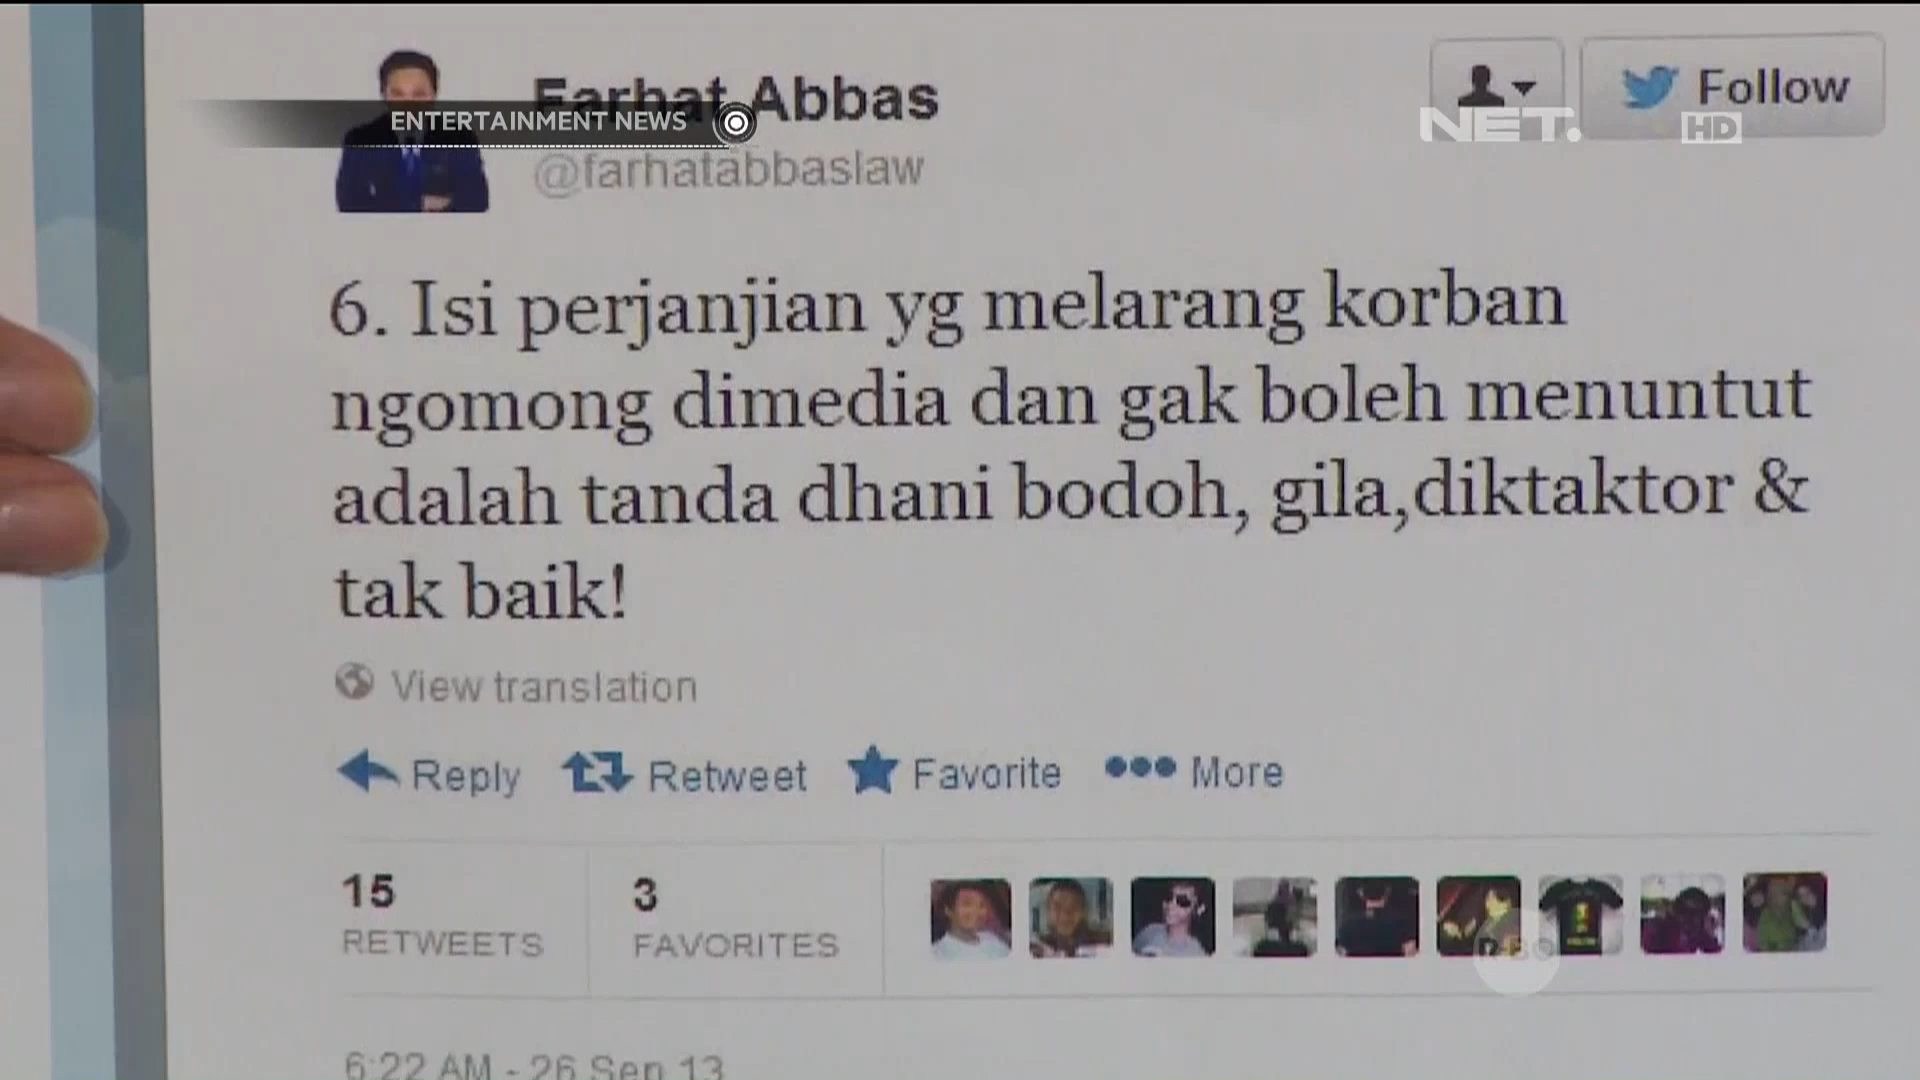 Farhat Abbas
ENTERTAINMENT NEWS
@farhatabbaslaw
Follow
NET.
HD
6. Isi perjanjian yg melarang korban
ngomong dimedia dan gak boleh menuntut
adalah tanda dhani bodoh, gila,diktaktor &
tak baik!
View translation
Reply Retweet Favorite More
15
RETWEETS
3
FAVORITES
6:22 AM - 26 Sep 13